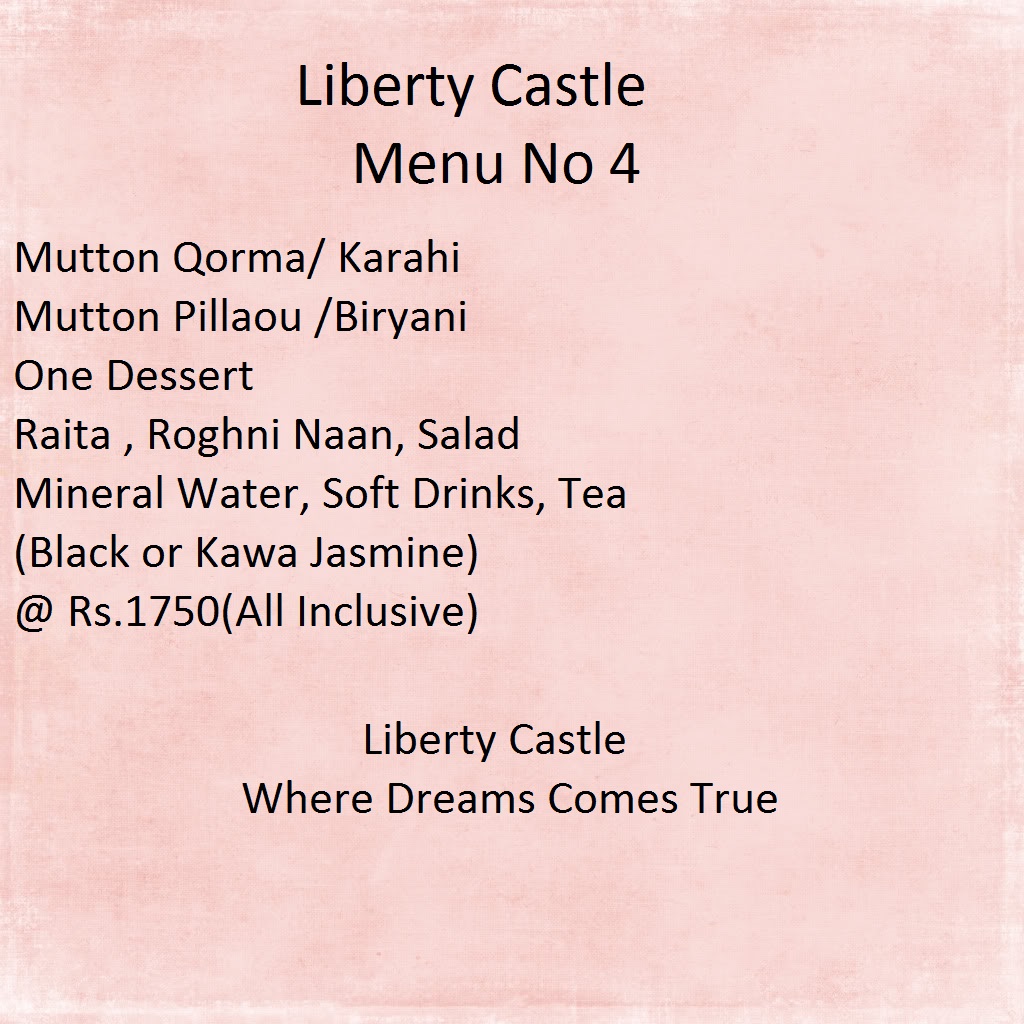 Liberty Castle
Menu No 4
Mutton Qorma/ Karahi
Mutton Pillaou /Biryani
One Dessert
Raita , Roghni Naan, Salad
Mineral Water, Soft Drinks, Tea
(Black or Kawa Jasmine)
@ Rs.1750(All Inclusive)
Liberty Castle
Where Dreams Comes True